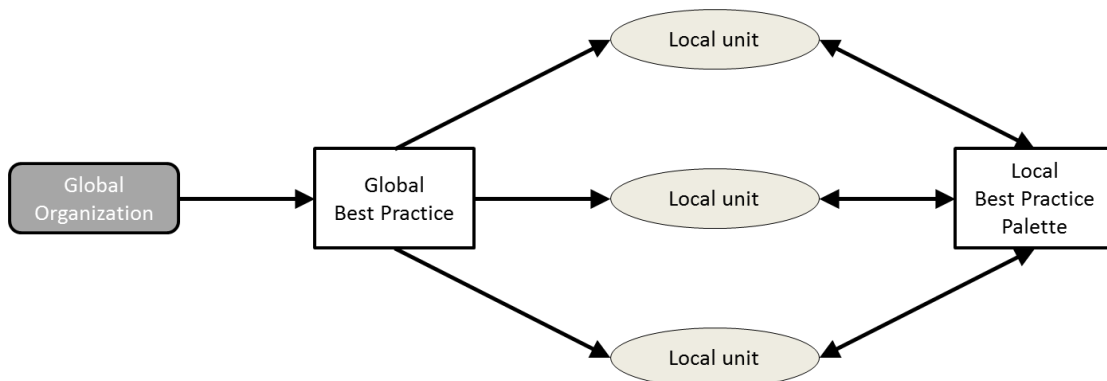 Local unit
Global
Organization
Global
Best Practice
Local unit
Local
Best Practice
Palette
Local unit